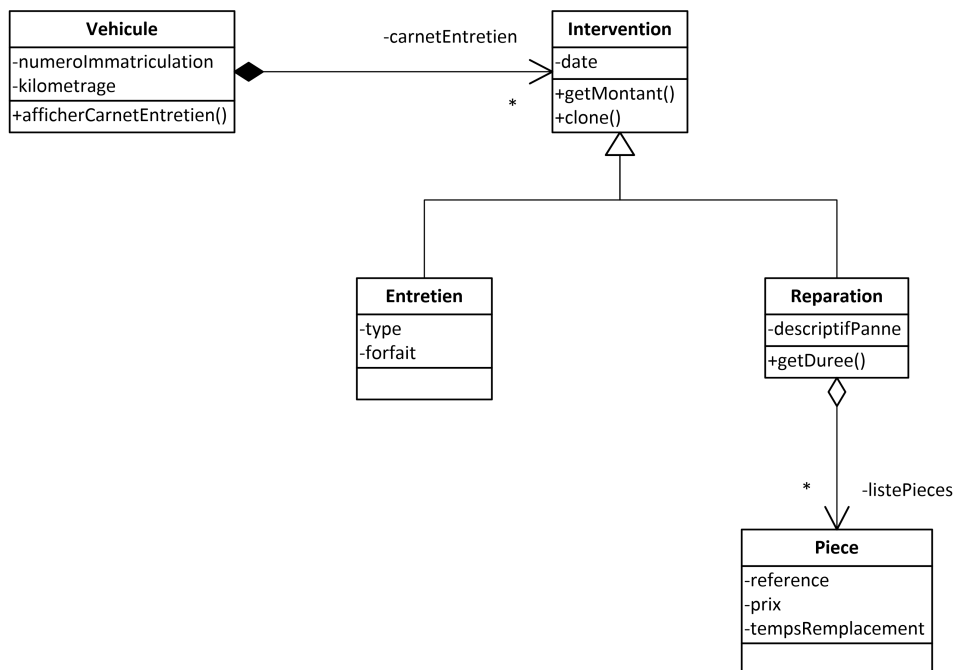 Vehicule
-numeroImmatriculation
-kilometrage
+afficherCarnetEntretien()
-carnetEntretien
*
Intervention
-date
+getMontant()
+clone()
Entretien
-type
-forfait
Reparation
-descriptifPanne
+getDuree()
*
-listePieces
Piece
-reference
-prix
-tempsRemplacement